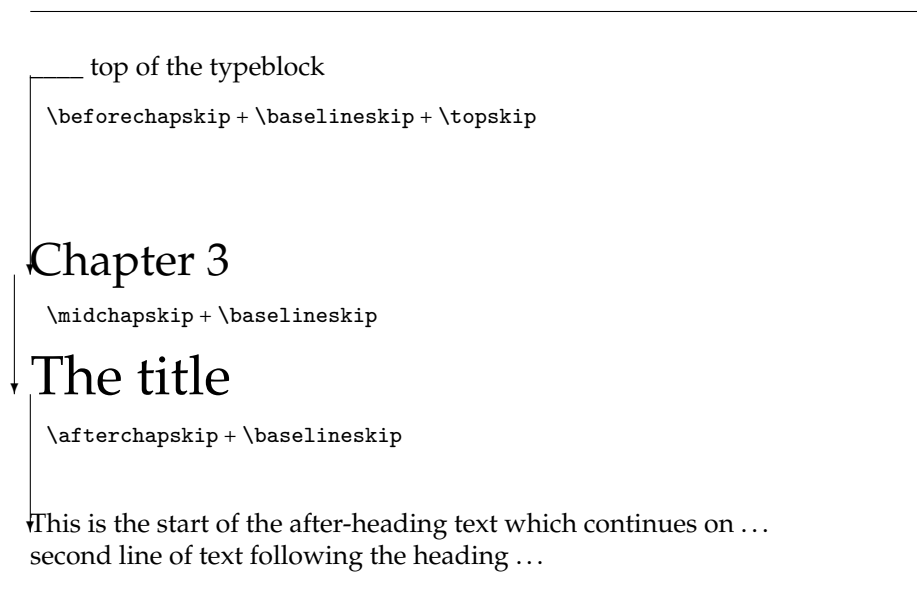 ____ top of the typeblock
\beforechapskip + \baselineskip + \topskip
Chapter 3
\midchapskip + \baselineskip
The title
\afterchapskip + \baselineskip
This is the start of the after-heading text which continues on ...
second line of text following the heading ...